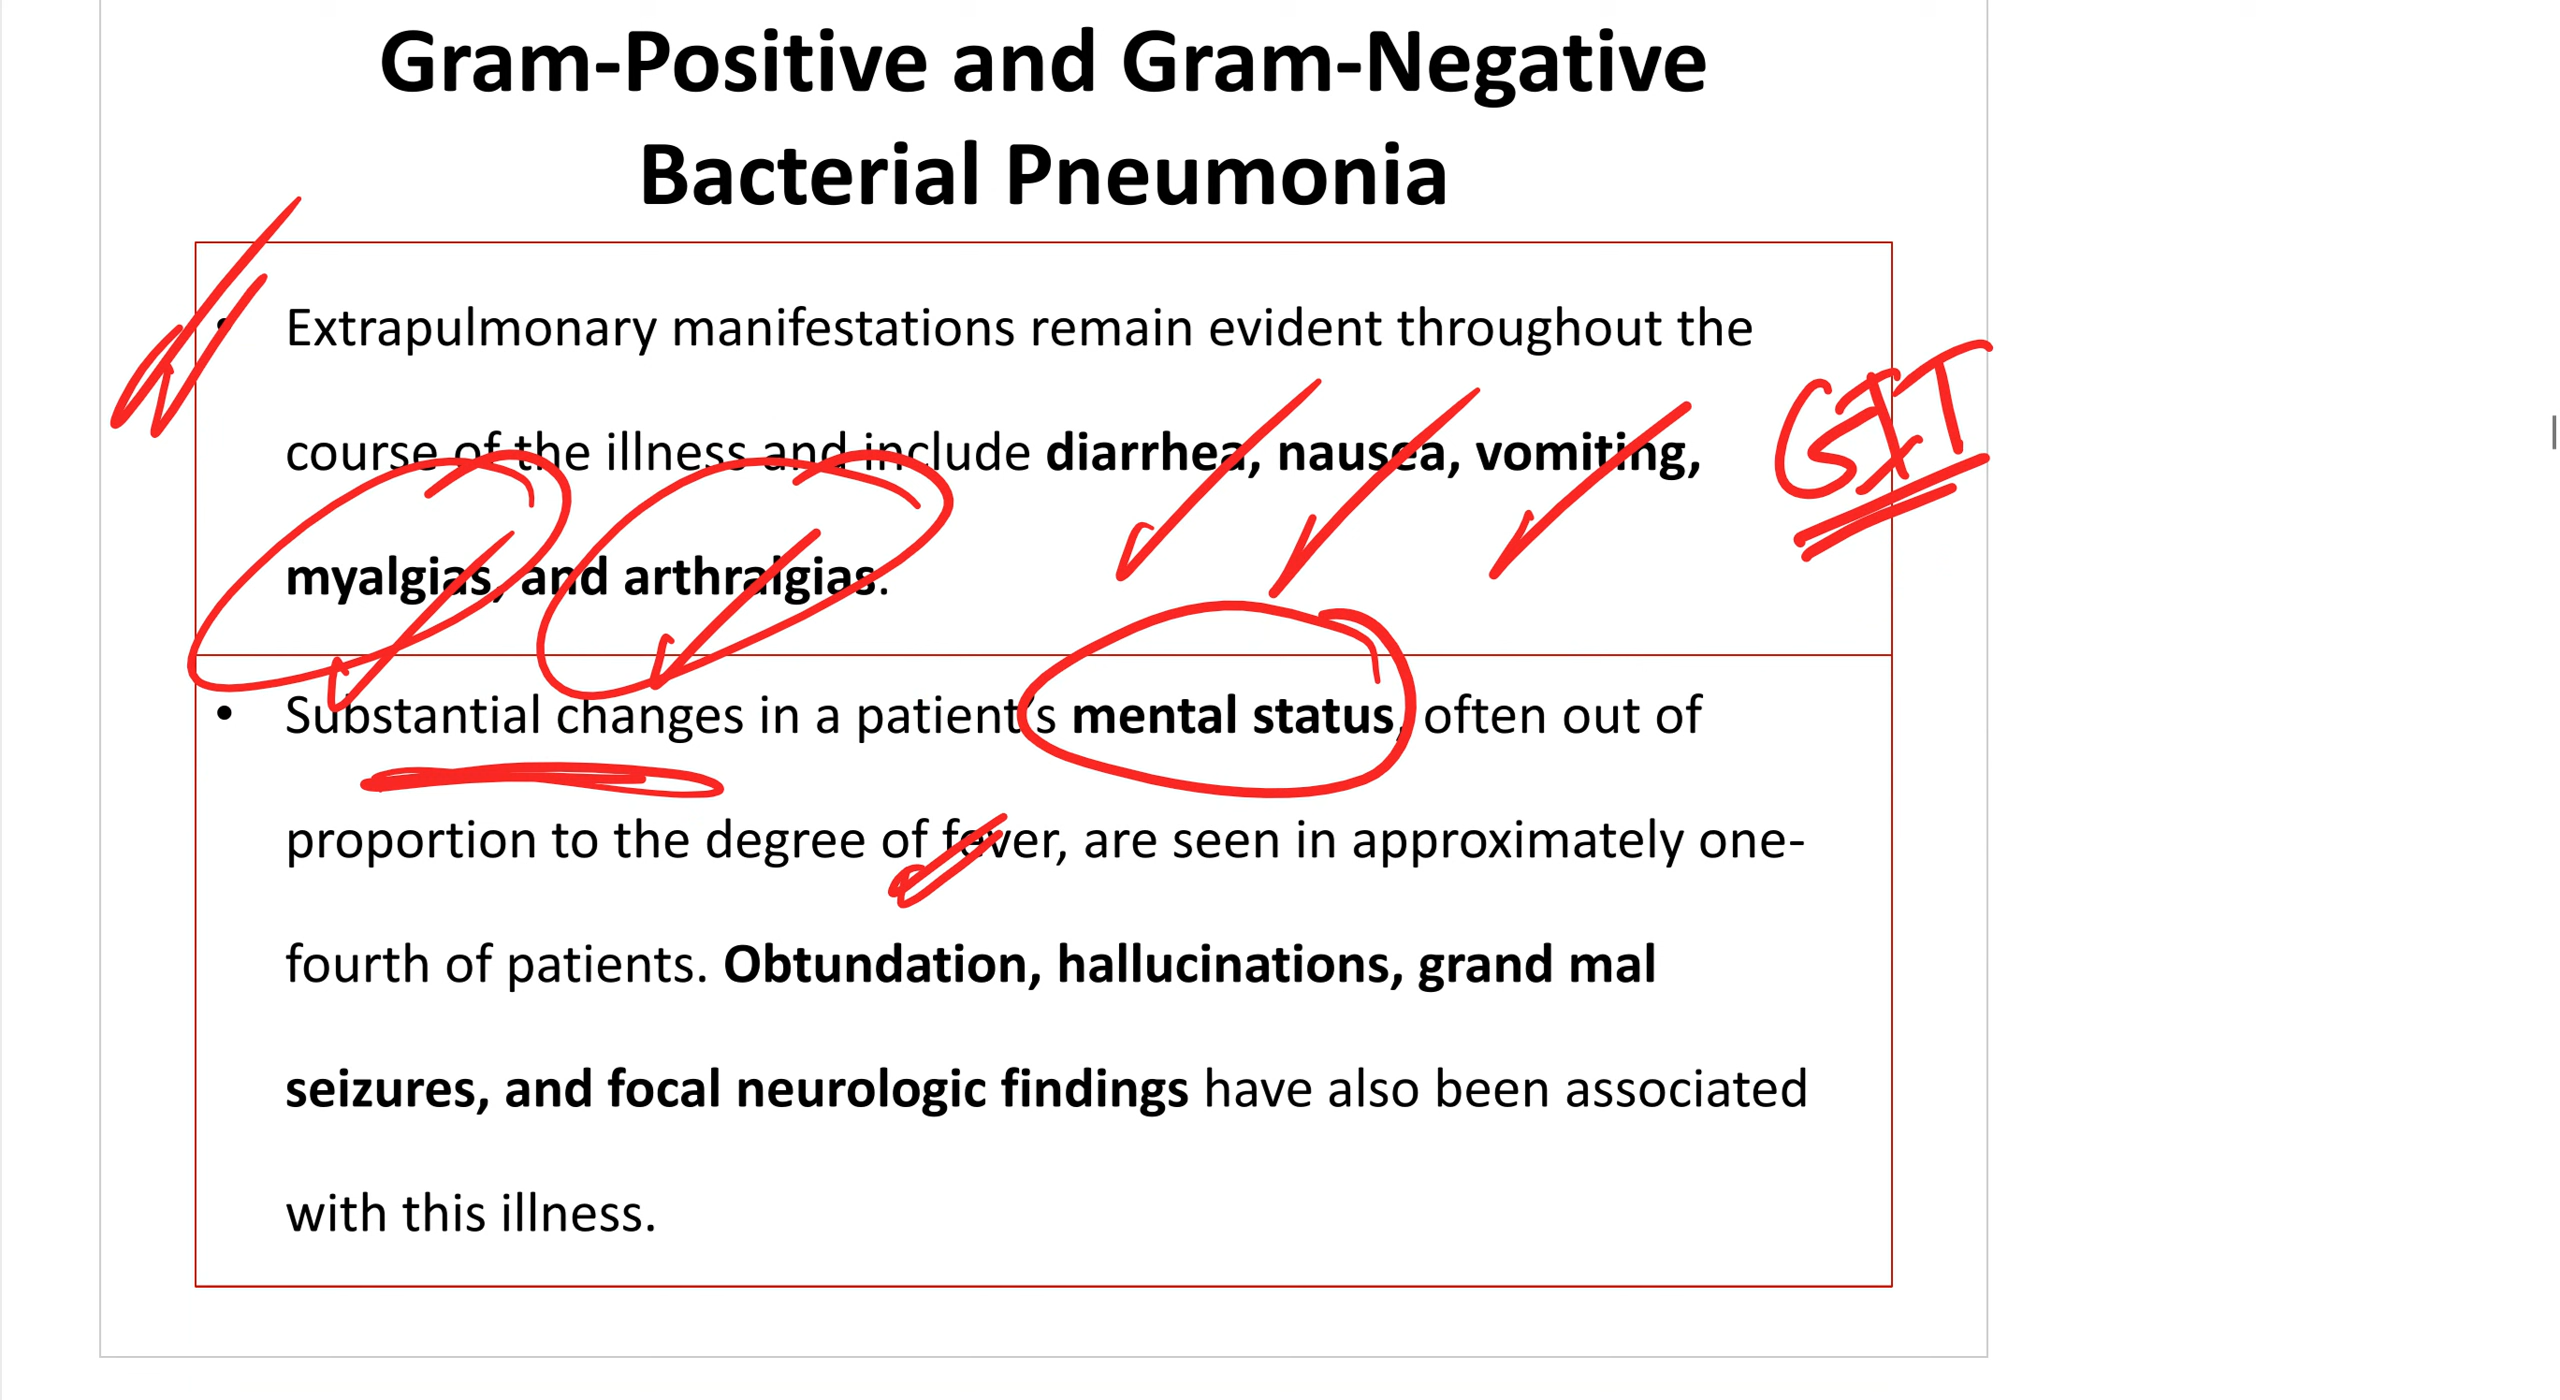 Gram-Positive and Gram-Negative
Bacterial Pneumonia
• Extrapulmonary manifestations remain evident throughout the
course of the illness and include diarrhea, nausea, vomiting,
GIT
myalgias, and arthralgias.
• Substantial changes in a patient's mental status, often out of
proportion to the degree of fever, are seen in approximately one-
fourth of patients. Obtundation, hallucinations, grand mal
seizures, and focal neurologic findings have also been associated
with this illness.